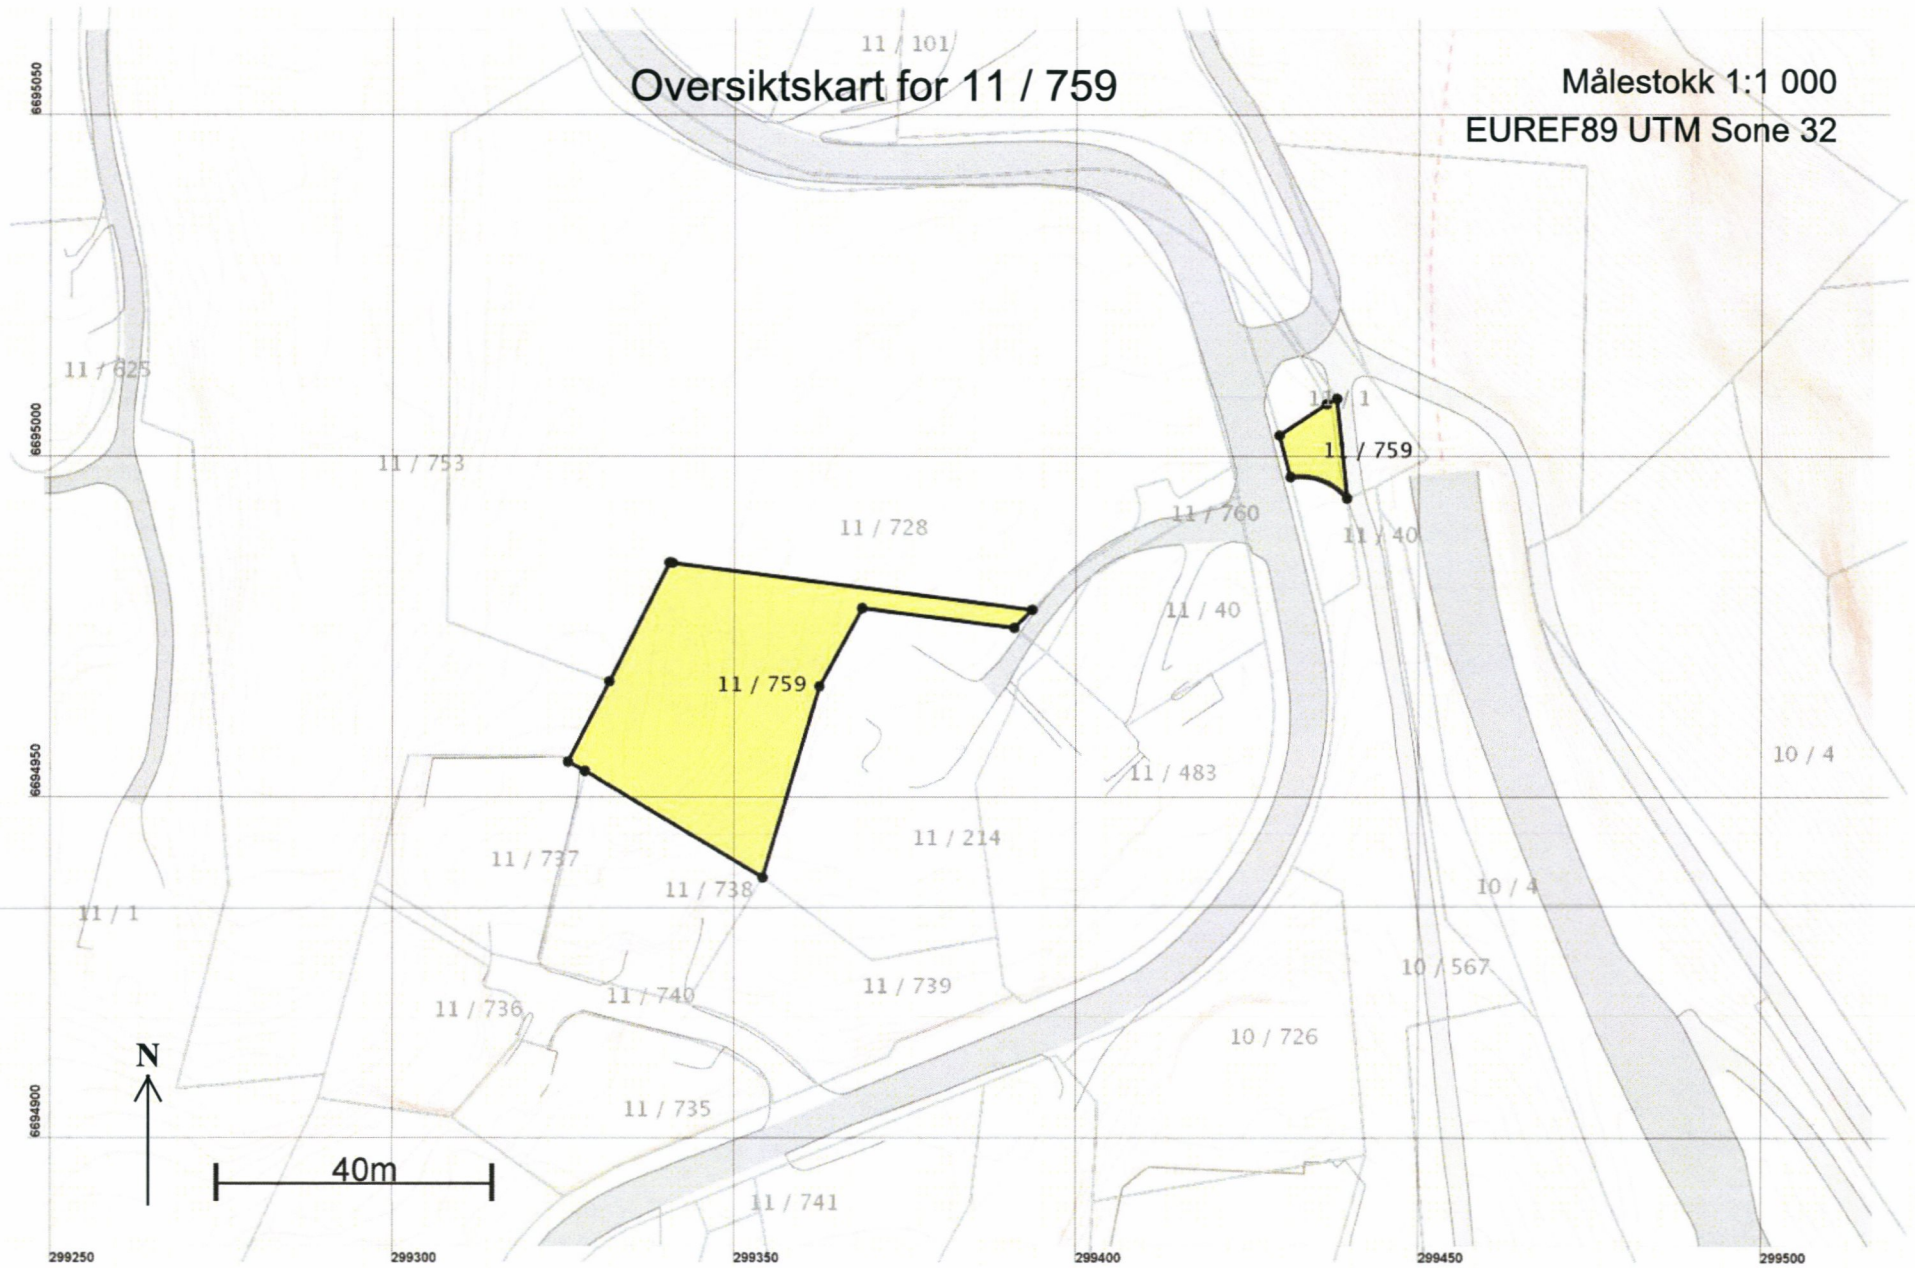 11 / 101
Oversiktskart for 11 / 759
Målestokk 1:1 000
EUREF89 UTM Sone 32
6695050
11 / 625
6695000
11 / 1
11 / 759
11 / 753
11 / 728
11 / 760
11 / 40
11 / 40
11 / 759
6694950
11 / 483
10 / 4
11 / 214
11 / 737
11 / 738
10 / 4
11 / 1
10 / 567
11 / 739
11 / 740
11 / 736
10 / 726
N
6694900
11 / 735
40m
11 / 741
299250
299300
299350
299400
299450
299500